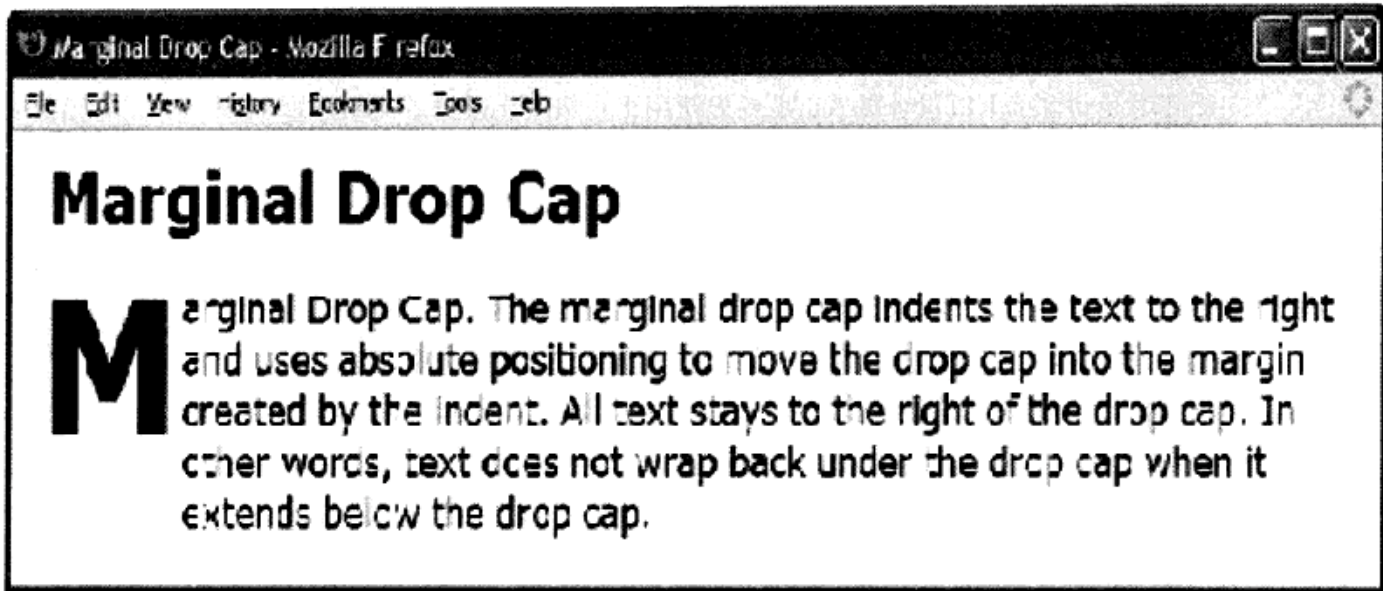 Marginal Drop Cap - Mozilla Firefox
File Edit View History Bookmarks Tools Help
Marginal Drop Cap
Marginal Drop Cap. The marginal drop cap indents the text to the right
and uses absolute positioning to move the drop cap into the margin
created by the indent. All text stays to the right of the drop cap. In
other words, text does not wrap back under the drop cap when it
extends below the drop cap.